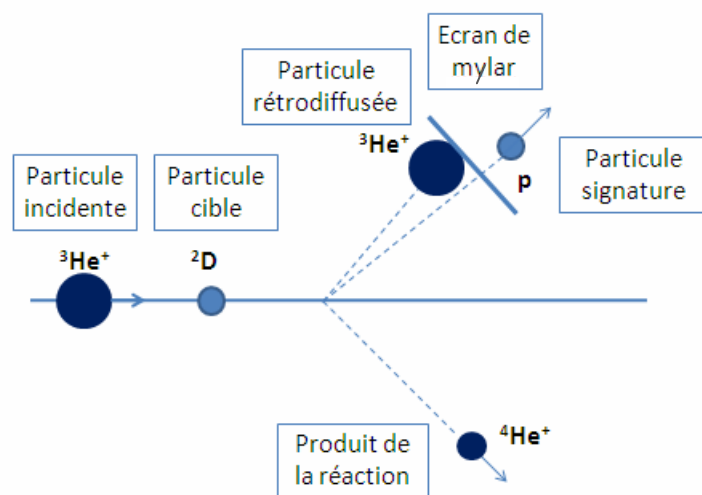 Ecran de
mylar
Particule
rétrodiffusée
³He⁺
p
Particule
signature
Particule
incidente
Particule
cible
³He⁺
²D
⁴He⁺
Produit de
la réaction